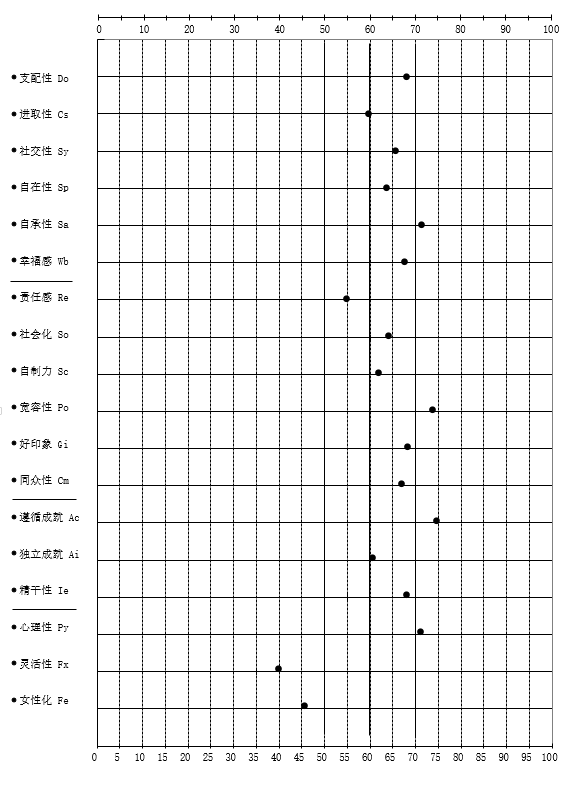 0 10 20 30 40 50 60 70 80 90 100
● 支配性 Do
● 进取性 Cs
● 社交性 Sy
● 自在性 Sp
● 自承性 Sa
● 幸福感 Wb
● 责任感 Re
● 社会化 So
● 自制力 Sc
● 宽容性 Po
● 好印象 Gi
● 同众性 Cm
● 遵循成就 Ac
● 独立成就 Ai
● 精干性 Ie
● 心理性 Py
● 灵活性 Fx
● 女性化 Fe
0 5 10 15 20 25 30 35 40 45 50 55 60 65 70 75 80 85 90 95 100